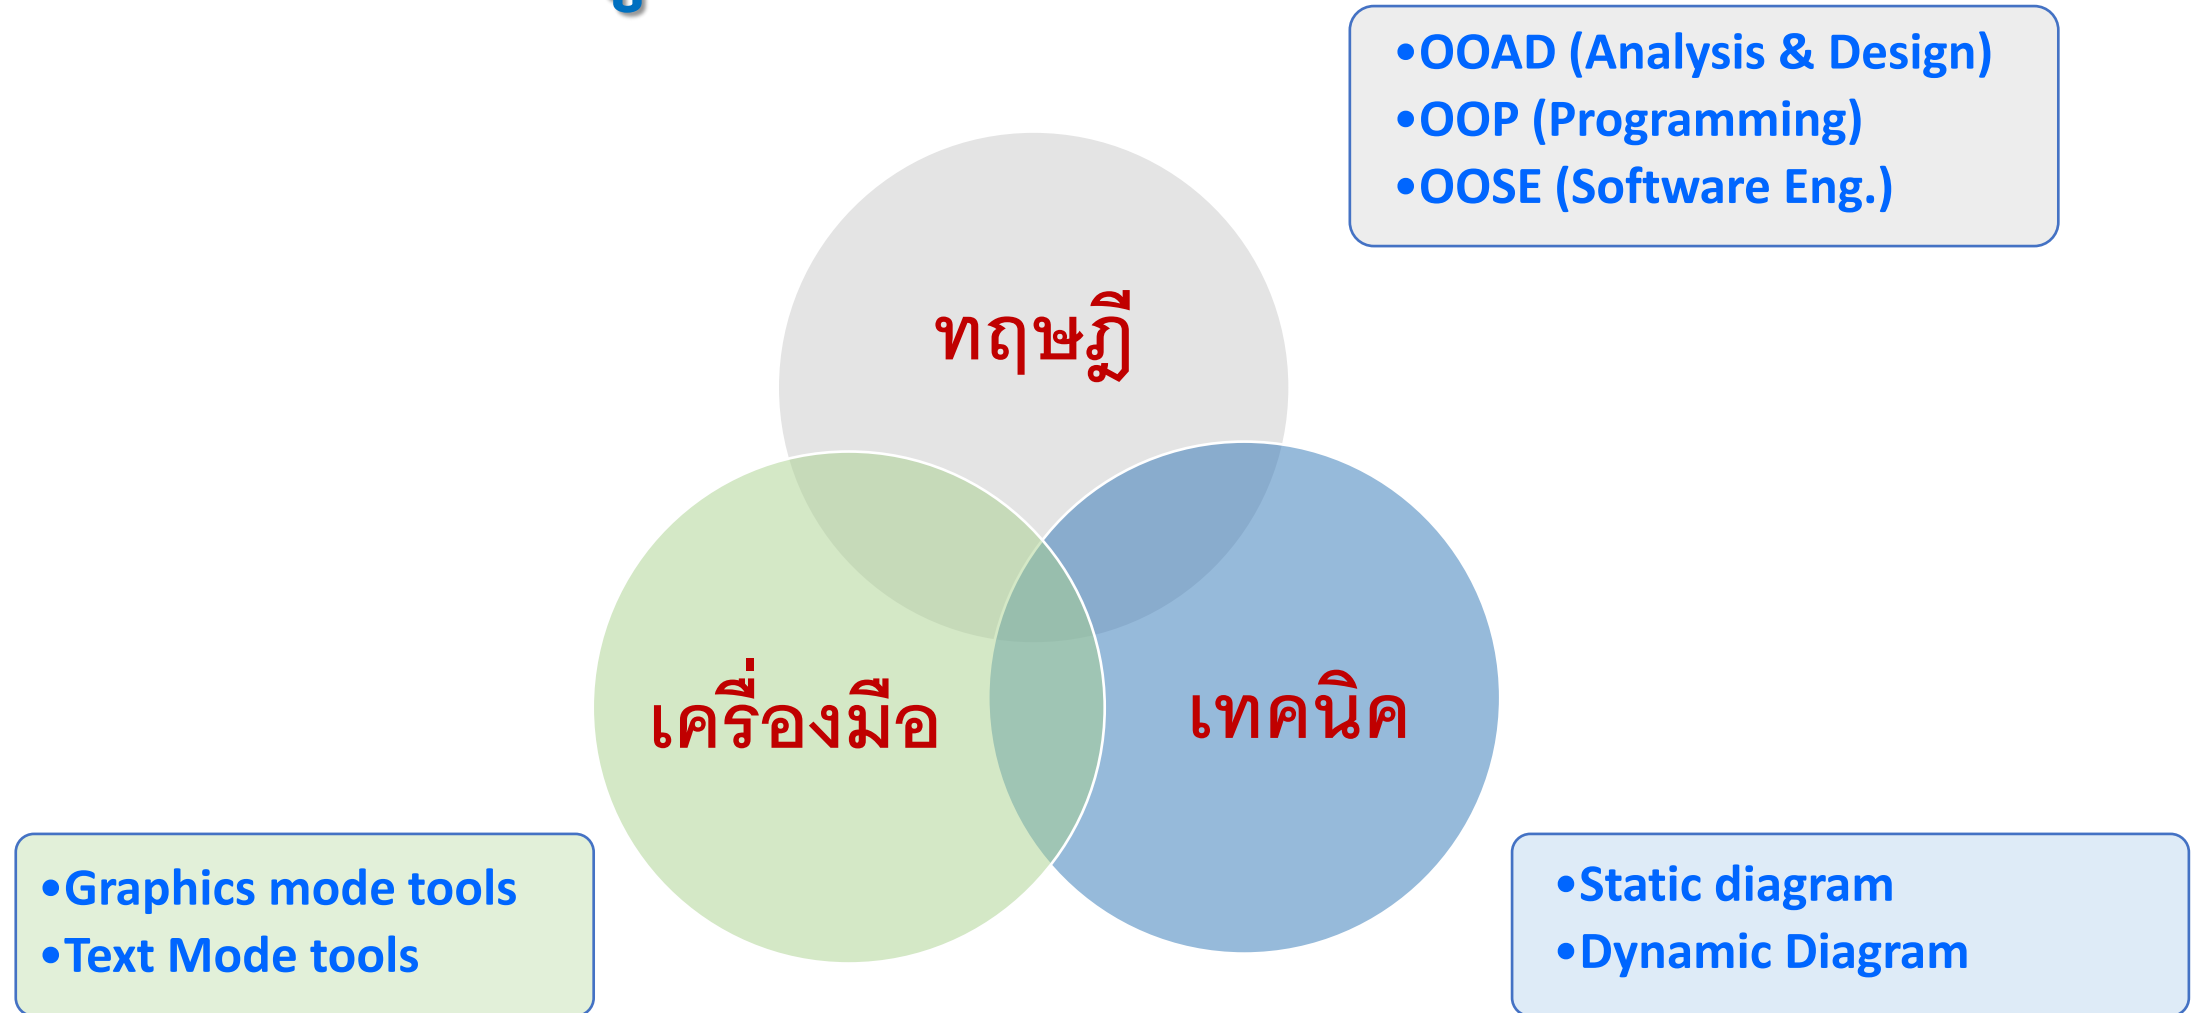 •OOAD (Analysis & Design)
•OOP (Programming)
•OOSE (Software Eng.)
ทฤษฎี
เครื่องมือ
เทคนิค
•Graphics mode tools
•Text Mode tools
•Static diagram
•Dynamic Diagram